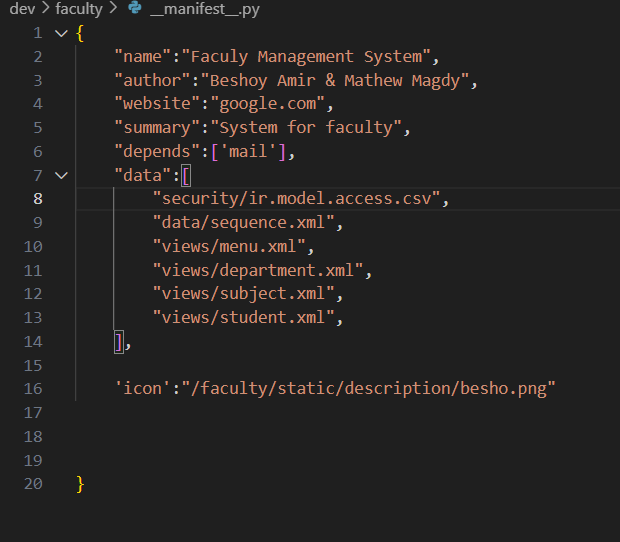 dev > faculty > __manifest__.py
1 {
2 "name":"Faculy Management System",
3 "author":"Beshoy Amir & Mathew Magdy",
4 "website":"google.com",
5 "summary":"System for faculty",
6 "depends":['mail'],
7 "data":[
8 "security/ir.model.access.csv",
9 "data/sequence.xml",
10 "views/menu.xml",
11 "views/department.xml",
12 "views/subject.xml",
13 "views/student.xml",
14 ],
15
16 'icon':"/faculty/static/description/besho.png"
17
18
19
20 }